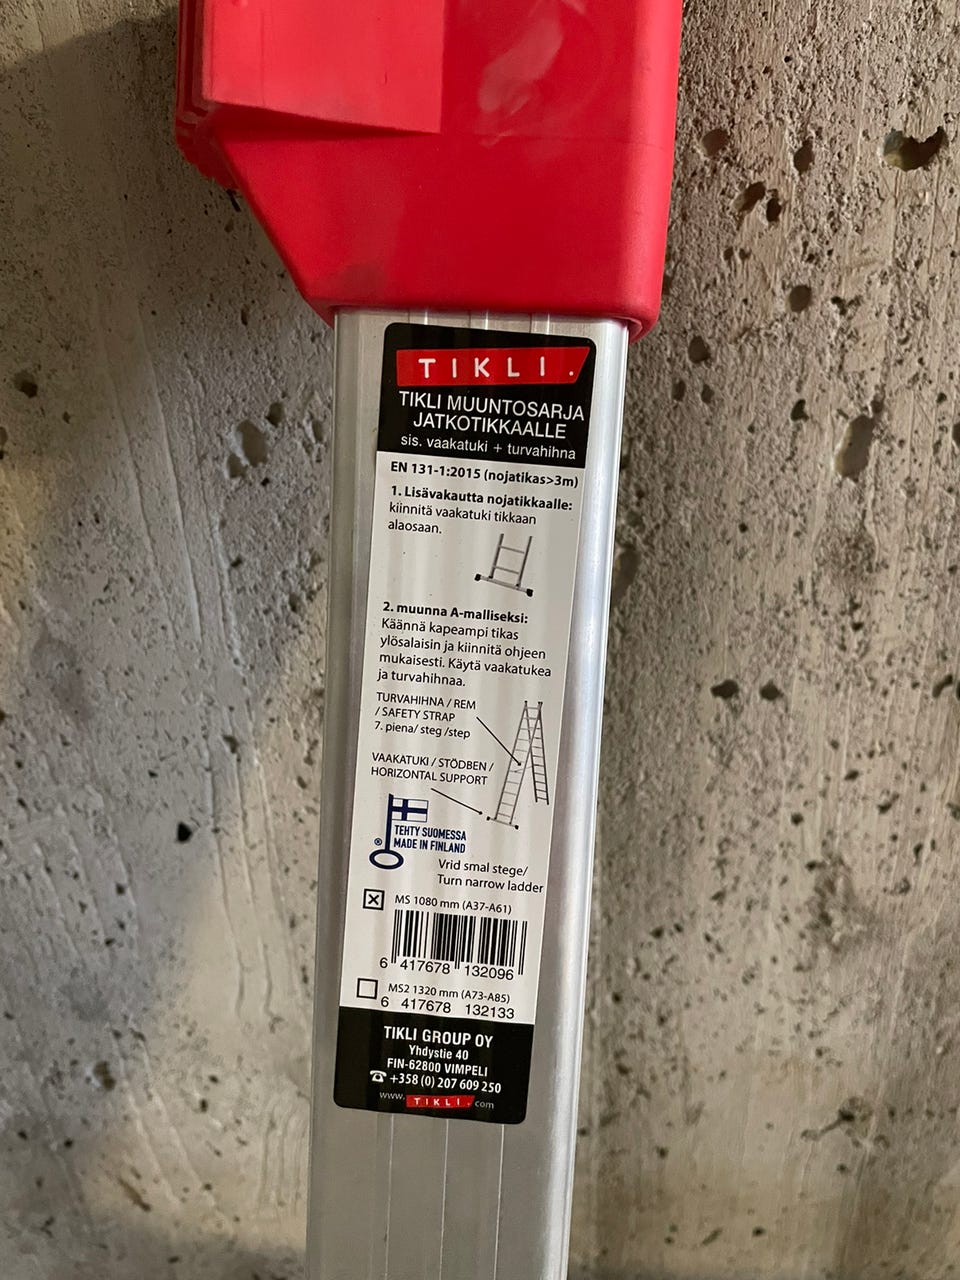 TIKLI.
TIKLI MUUNTOSARJA
JATKOTIKKAALLE
sis. vaakatuki + turvahihna
EN 131-1:2015 (nojatikas>3m)
1. Lisävakautta nojatikkaalle:
kiinnitä vaakatuki tikkaan
alaosaan.
2. muunna A-malliseksi:
Käännä kapeampi tikas
ylösalaisin ja kiinnitä ohjeen
mukaisesti. Käytä vaakatukea
ja turvahihnaa.
TURVAHIHNA / REM
/ SAFETY STRAP
7. piena/ steg /step
VAAKATUKI / STÖDBEN /
HORIZONTAL SUPPORT
®
TEHTY SUOMESSA
MADE IN FINLAND
Vrid smal stege/
Turn narrow ladder
MS 1080 mm (A37-A61)
6 417678 132096
MS2 1320 mm (A73-A85)
6 417678 132133
TIKLI GROUP OY
Yhdystie 40
FIN-62800 VIMPELI
☎ +358 (0) 207 609 250
www. TIKLI. com